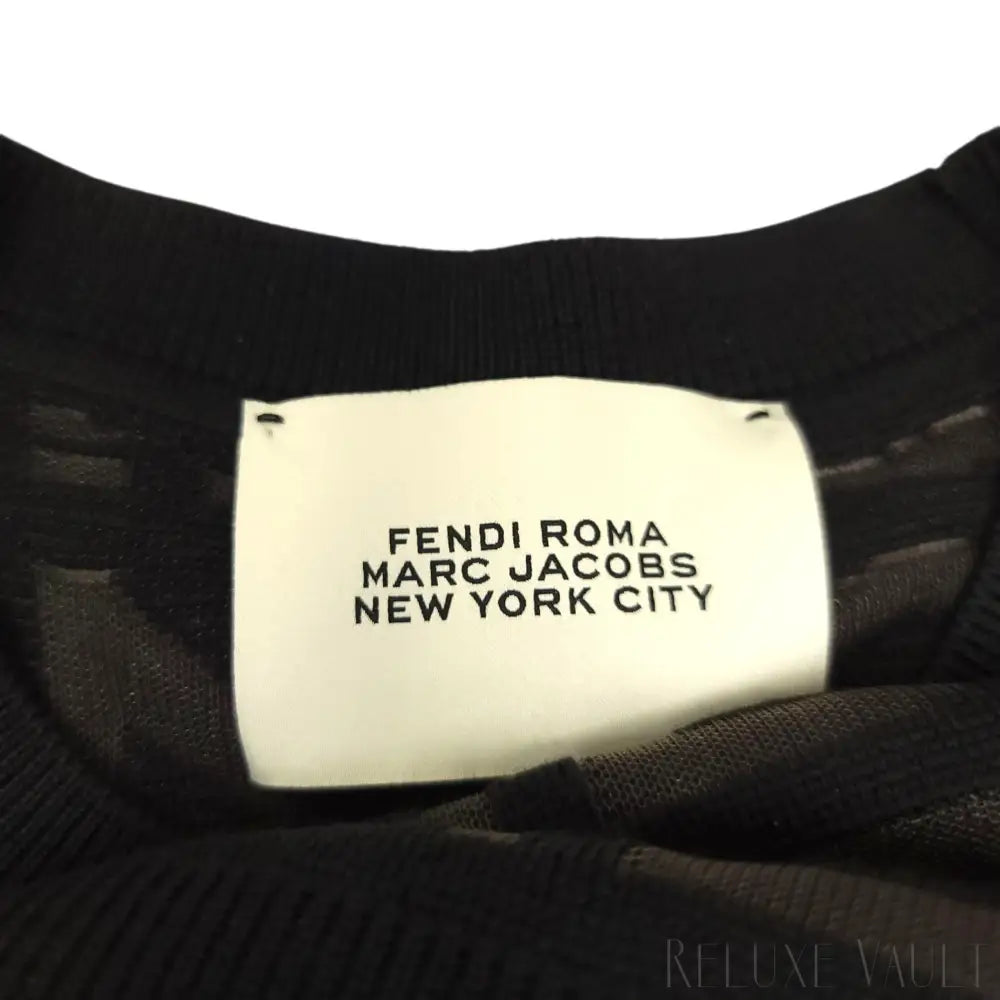 FENDI ROMA
MARC JACOBS
NEW YORK CITY
RELUXE VAULT